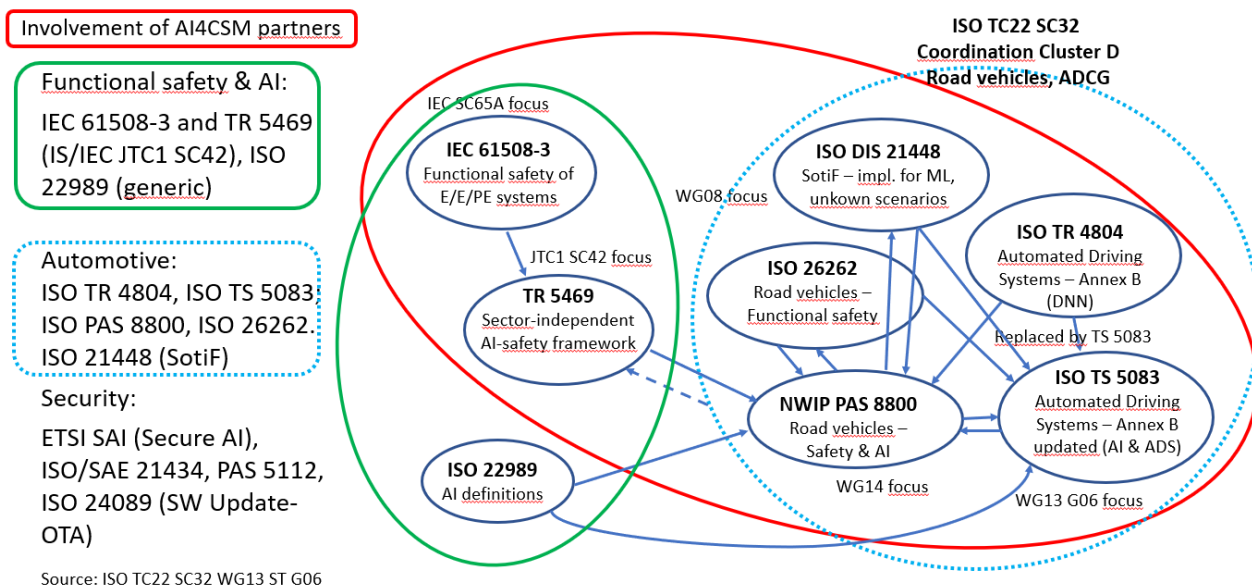 Involvement of AI4CSM partners
Functional safety & AI:
IEC 61508-3 and TR 5469
(IS/IEC JTC1 SC42), ISO
22989 (generic)
Automotive:
ISO TR 4804, ISO TS 5083,
ISO PAS 8800, ISO 26262.
ISO 21448 (SotiF)
Security:
ETSI SAI (Secure AI),
ISO/SAE 21434, PAS 5112,
ISO 24089 (SW Update-
OTA)
Source: ISO TC22 SC32 WG13 ST G06
ISO TC22 SC32
Coordination Cluster D
Road vehicles, ADCG
IEC SC65A focus
IEC 61508-3
Functional safety of
E/E/PE systems
JTC1 SC42 focus
TR 5469
Sector-independent
AI-safety framework
ISO 22989
AI definitions
WG08 focus
ISO DIS 21448
SotiF – impl. for ML,
unkown scenarios
ISO TR 4804
Automated Driving
Systems – Annex B
(DNN)
ISO 26262
Road vehicles –
Functional safety
Replaced by TS 5083
NWIP PAS 8800
Road vehicles –
Safety & AI
WG14 focus
ISO TS 5083
Automated Driving
Systems – Annex B
updated (AI & ADS)
WG13 G06 focus